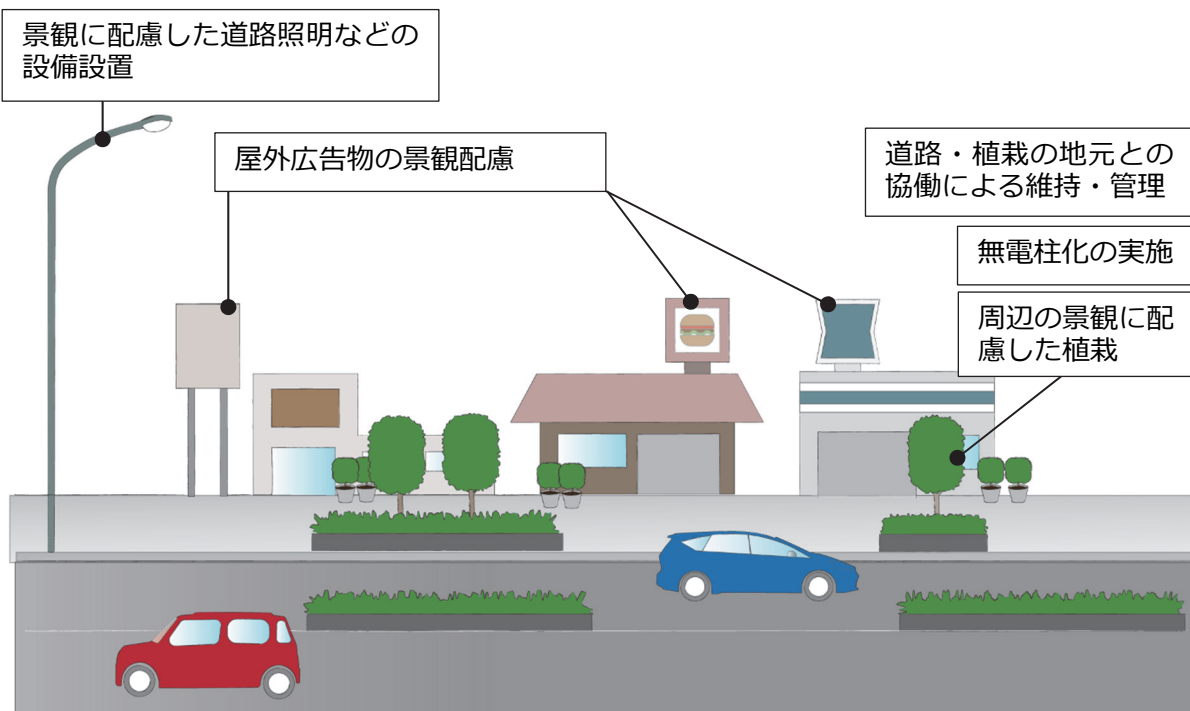 景観に配慮した道路照明などの
設備設置
屋外広告物の景観配慮
道路・植栽の地元との
協働による維持・管理
無電柱化の実施
周辺の景観に配
慮した植栽